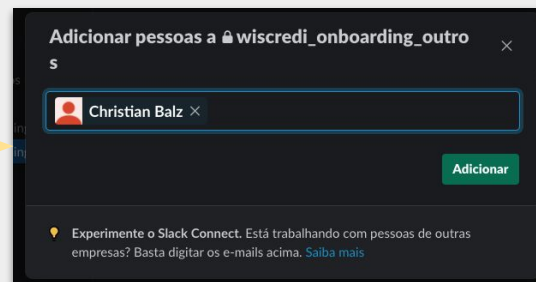 Adicionar pessoas a wiscredi_onboarding_outro
s
Christian Balz
Adicionar
Experimente o Slack Connect. Está trabalhando com pessoas de outras
empresas? Basta digitar os e-mails acima. Saiba mais